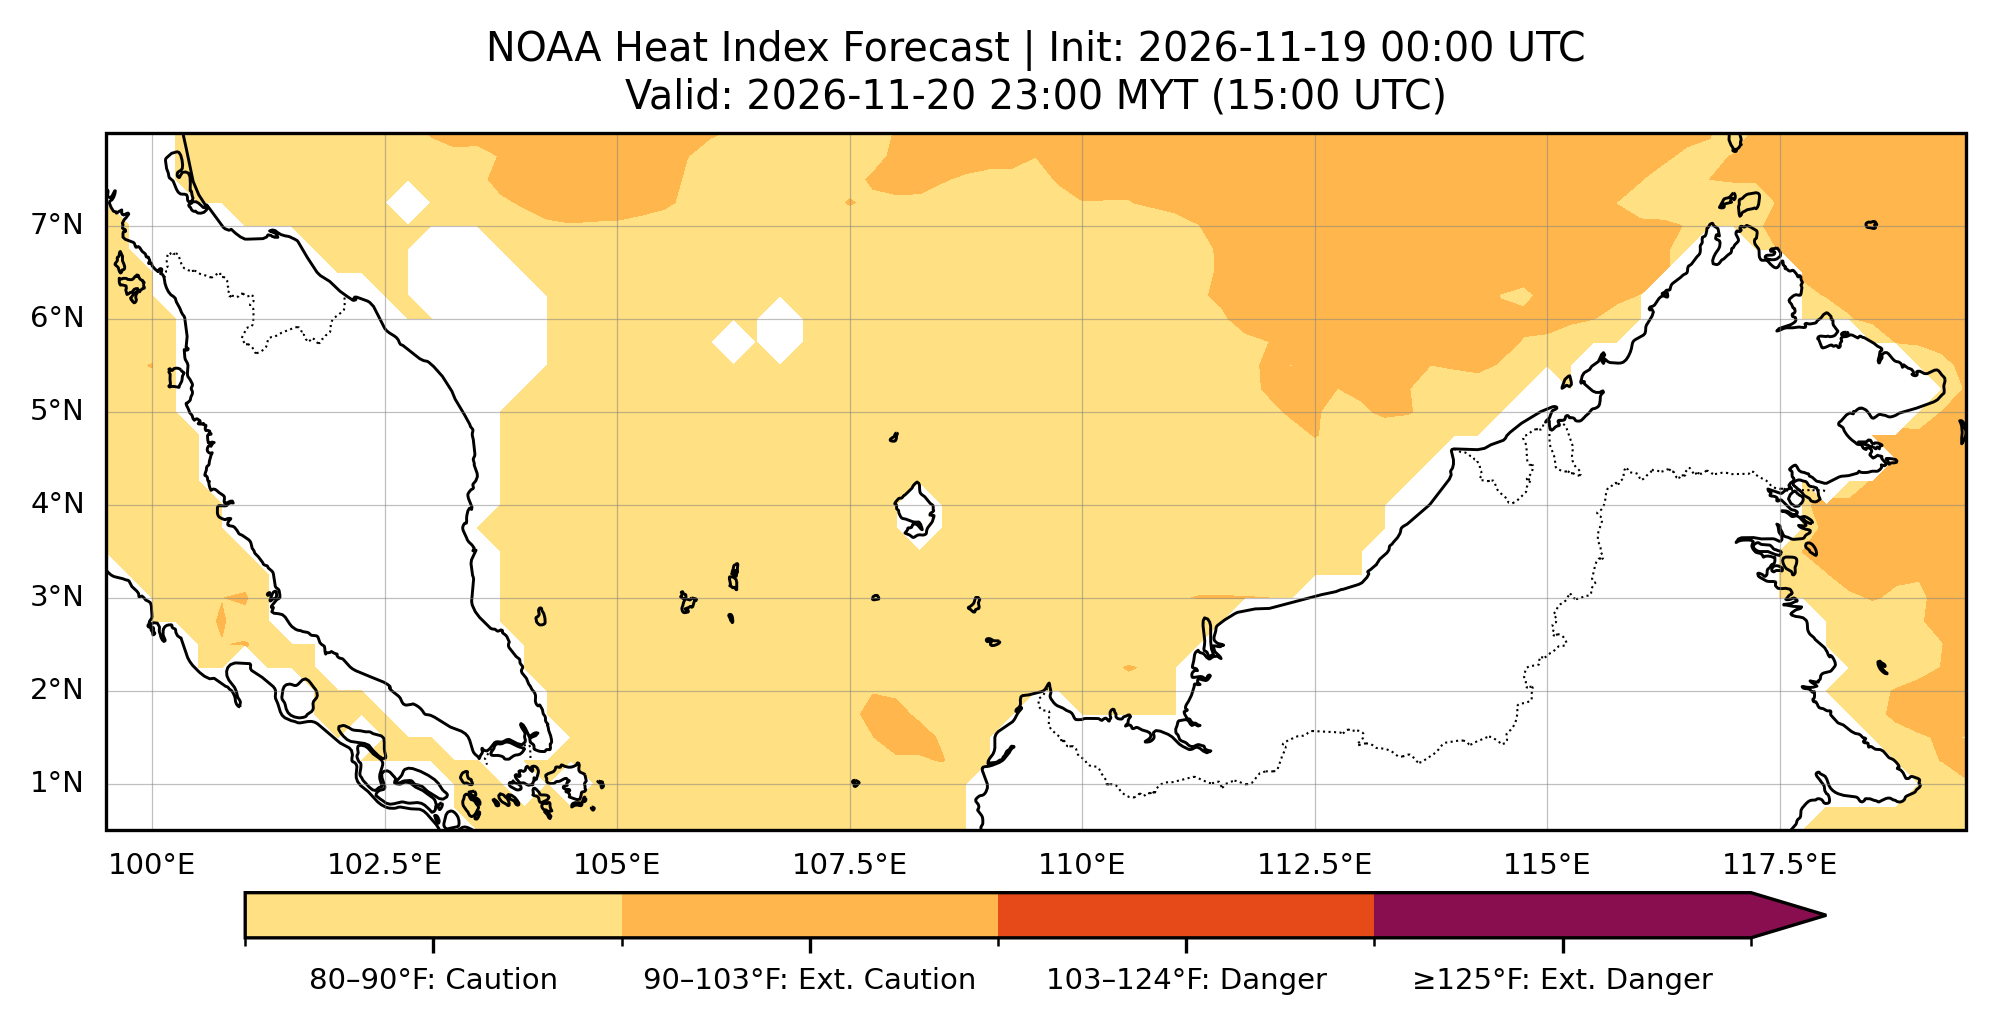 NOAA Heat Index Forecast | Init: 2026-11-19 00:00 UTC
Valid: 2026-11-20 23:00 MYT (15:00 UTC)
7°N
6°N
5°N
4°N
3°N
2°N
1°N
100°E
102.5°E
105°E
107.5°E
110°E
112.5°E
115°E
117.5°E
80–90°F: Caution
90–103°F: Ext. Caution
103–124°F: Danger
≥125°F: Ext. Danger